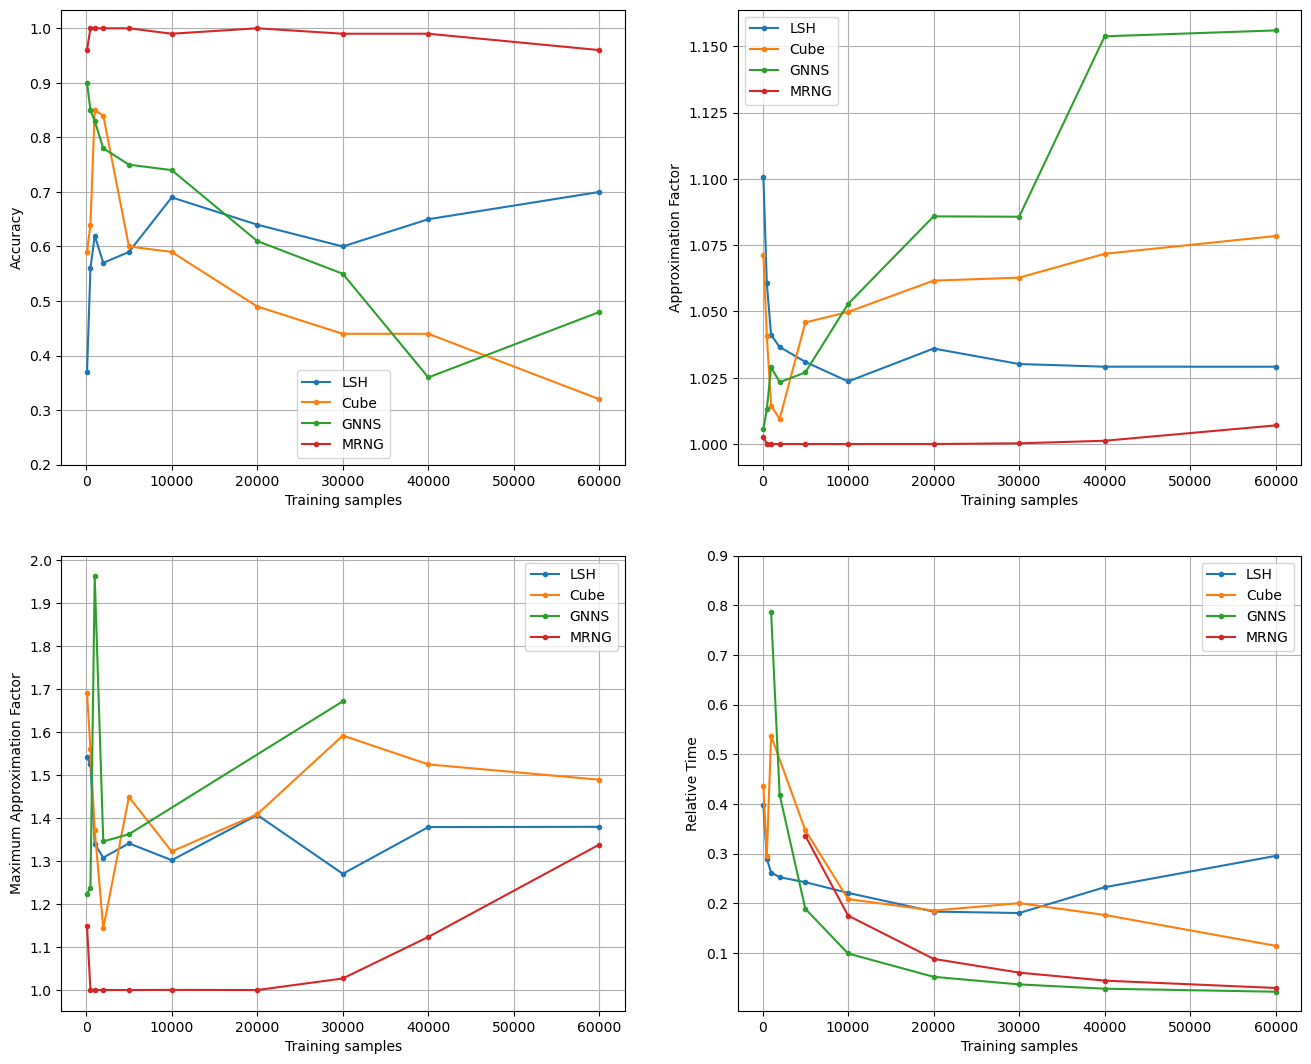 1.0
0.9
0.8
0.7
0.6
0.5
0.4
0.3
0.2
Accuracy
LSH
Cube
GNNS
MRNG
0 10000 20000 30000 40000 50000 60000
Training samples
LSH
Cube
GNNS
MRNG
1.150
1.125
1.100
1.075
1.050
1.025
1.000
Approximation Factor
0 10000 20000 30000 40000 50000 60000
Training samples
2.0
1.9
1.8
1.7
1.6
1.5
1.4
1.3
1.2
1.1
1.0
Maximum Approximation Factor
LSH
Cube
GNNS
MRNG
0 10000 20000 30000 40000 50000 60000
Training samples
0.9
0.8
0.7
0.6
0.5
0.4
0.3
0.2
0.1
Relative Time
LSH
Cube
GNNS
MRNG
0 10000 20000 30000 40000 50000 60000
Training samples